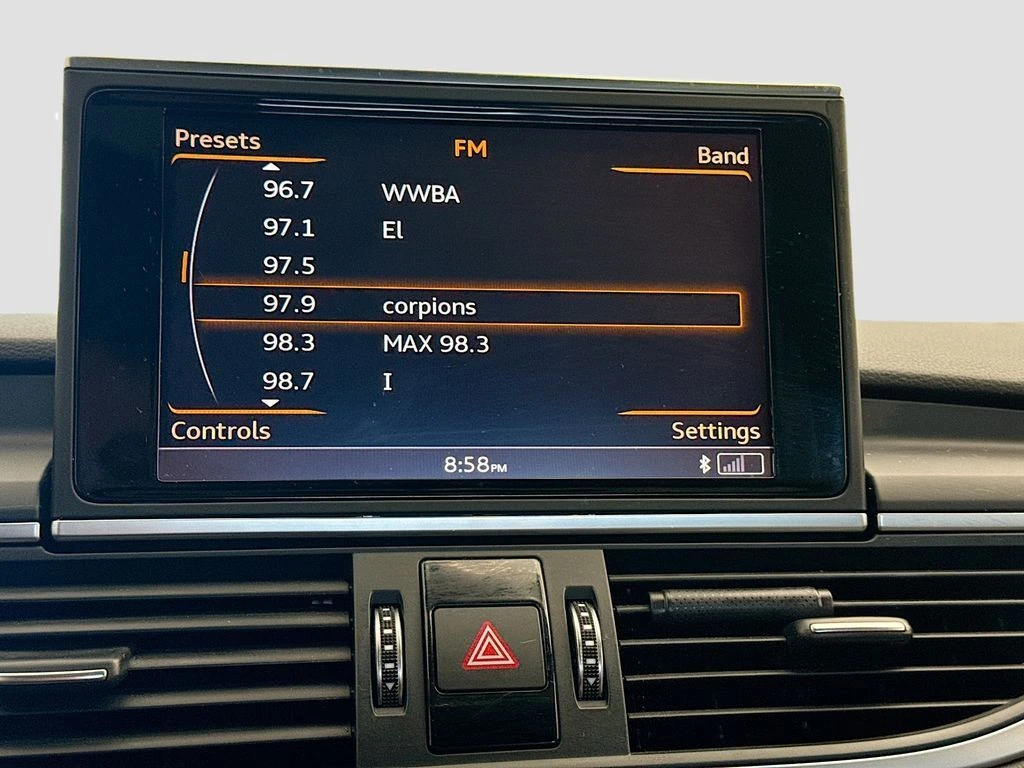 Presets FM Band
96.7 WWBA
97.1 El
97.5
97.9 corpions
98.3 MAX 98.3
98.7 I
Controls Settings
8:58PM